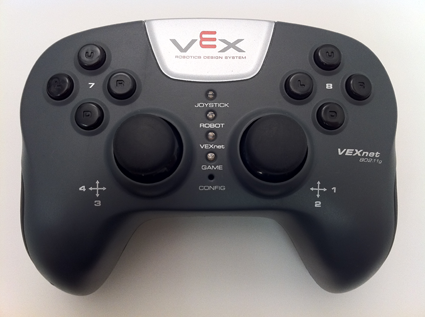 VEX
ROBOTICS DESIGN SYSTEM
U
7
R
D
U
L
8
D
JOYSTICK
ROBOT
VEXnet
GAME
CONFIG
VEXnet
802.11g
4
3
1
2